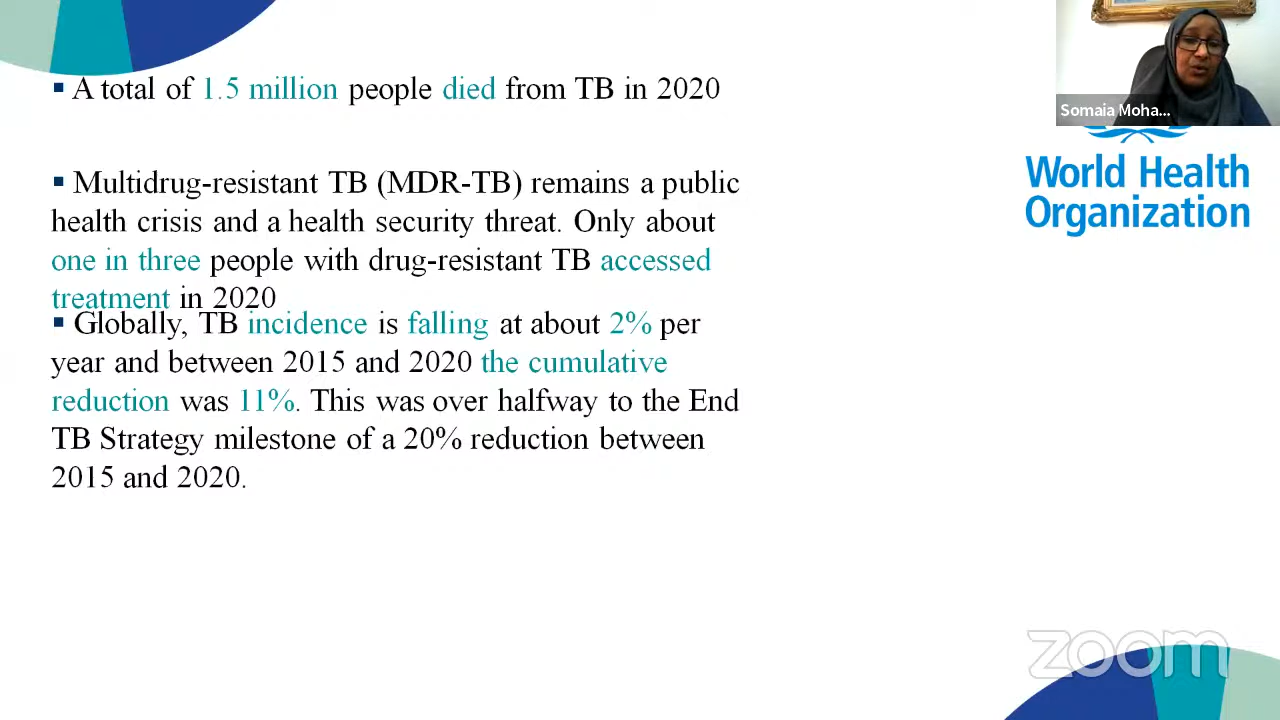 ▪ A total of 1.5 million people died from TB in 2020
▪ Multidrug-resistant TB (MDR-TB) remains a public
health crisis and a health security threat. Only about
one in three people with drug-resistant TB accessed
treatment in 2020
▪ Globally, TB incidence is falling at about 2% per
year and between 2015 and 2020 the cumulative
reduction was 11%. This was over halfway to the End
TB Strategy milestone of a 20% reduction between
2015 and 2020.
Somaia Moha...
World Health
Organization
zoom